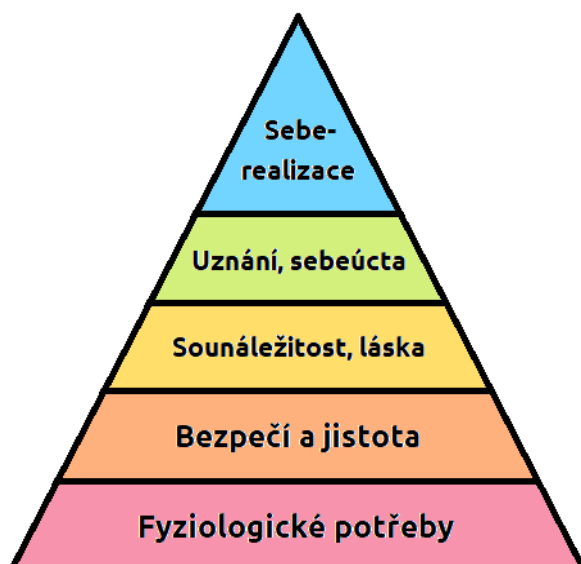 Sebe-
realizace
Uznání, sebeúcta
Sounáležitost, láska
Bezpečí a jistota
Fyziologické potřeby